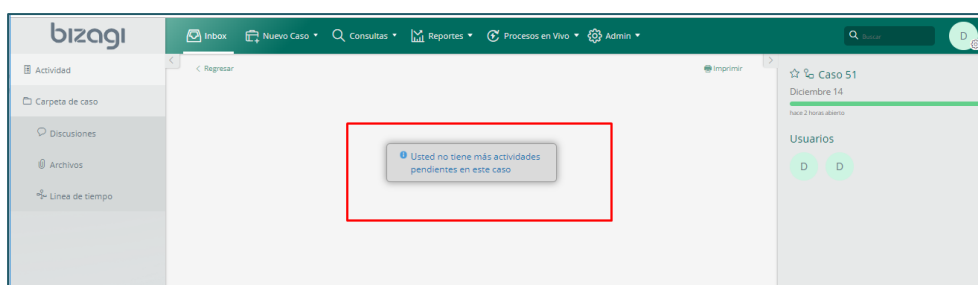 bizagi
Inbox Nuevo Caso Consultas Reportes Procesos en Vivo Admin
Buscar
D
Actividad
Carpeta de caso
Discusiones
Archivos
Linea de tiempo
< Regresar
Imprimir
Usted no tiene más actividades
pendientes en este caso
Caso 51
Diciembre 14
hace 2 horas abierto
Usuarios
D D